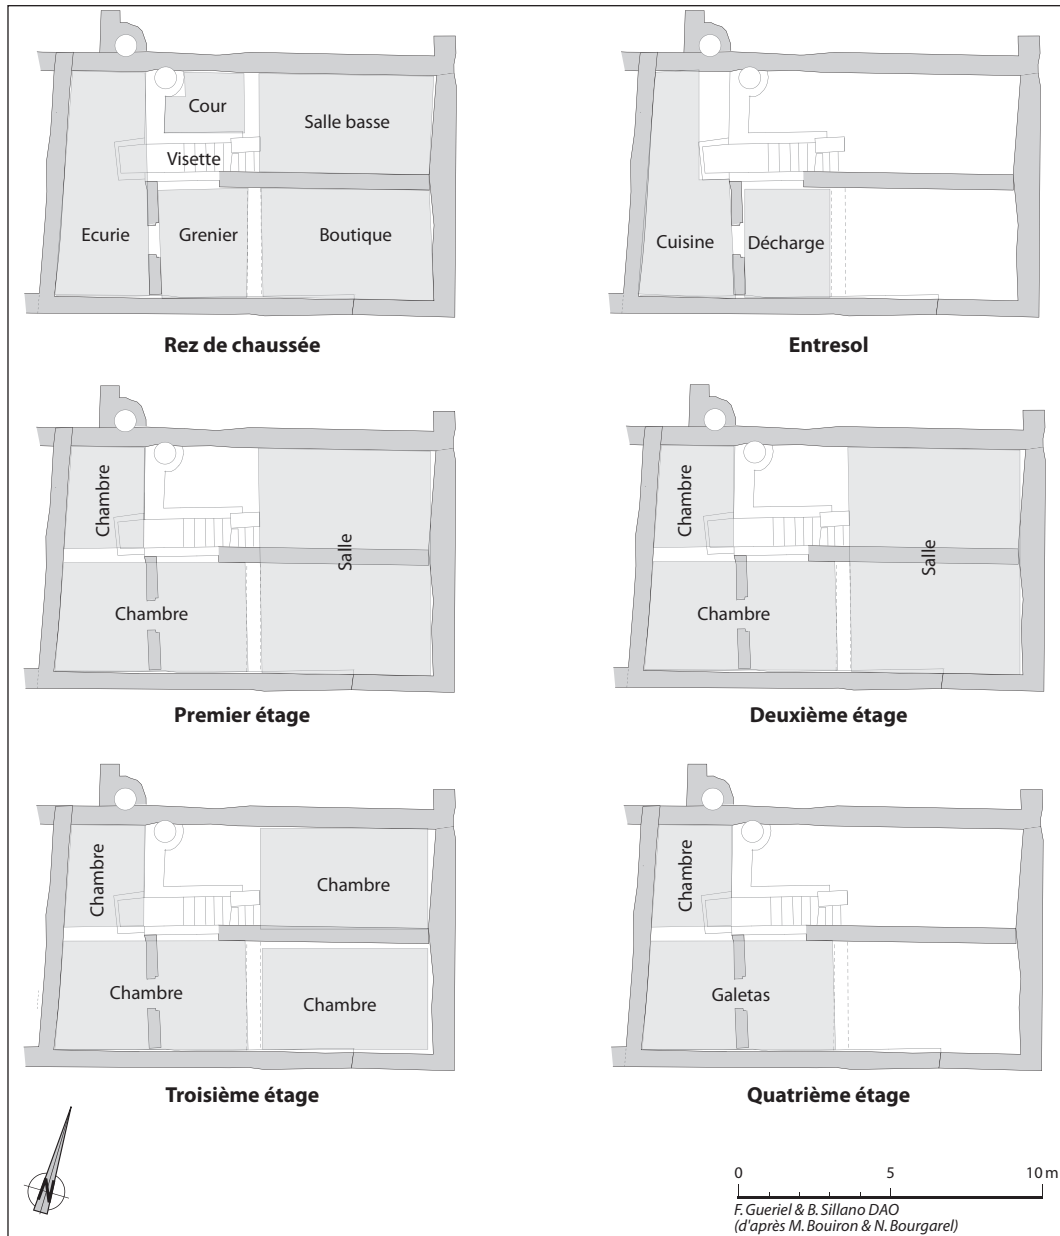 Cour
Salle basse
Visette
Ecurie
Grenier
Boutique
Rez de chaussée
Cuisine
Décharge
Entresol
Chambre
Salle
Chambre
Premier étage
Chambre
Salle
Chambre
Deuxième étage
Chambre
Chambre
Chambre
Chambre
Troisième étage
Chambre
Galetas
Quatrième étage
N
0 5 10 m
F. Gueriel & B. Sillano DAO
(d'après M. Bouiron & N. Bourgarel)